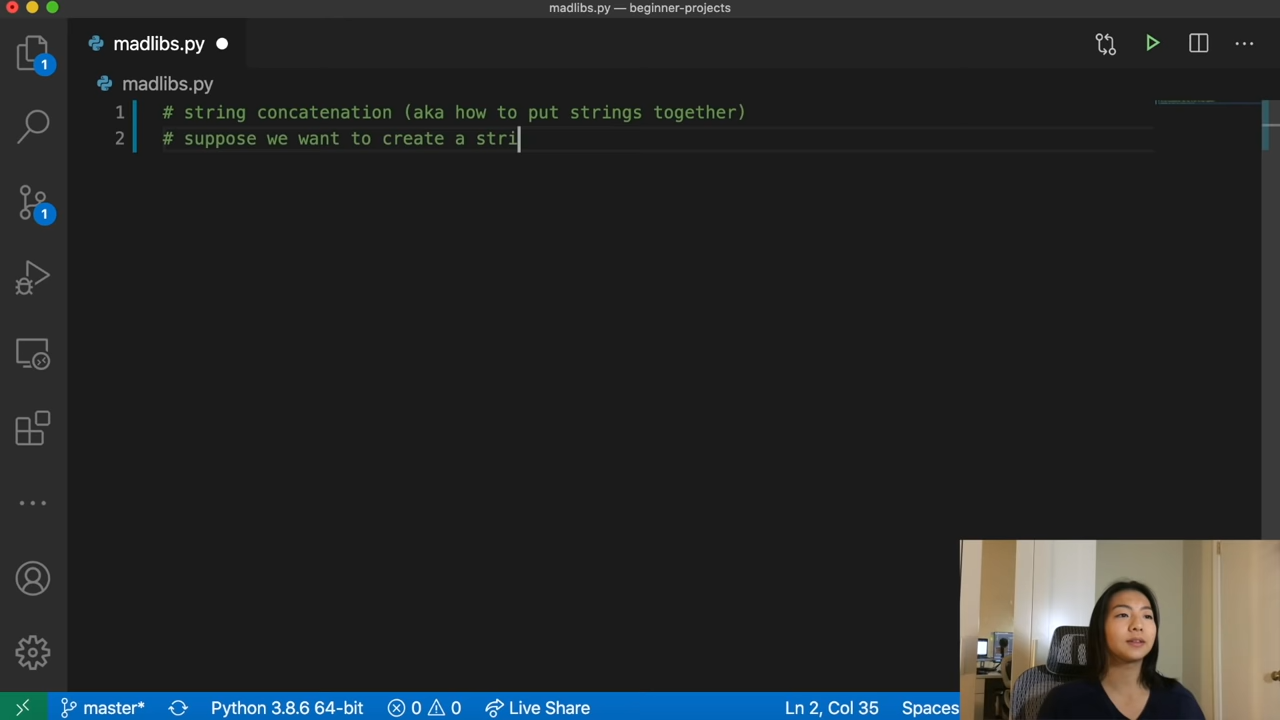 madlibs.py — beginner-projects
madlibs.py
madlibs.py
1 # string concatenation (aka how to put strings together)
2 # suppose we want to create a stri
1
1
master* Python 3.8.6 64-bit 0 0 Live Share Ln 2, Col 35 Spaces